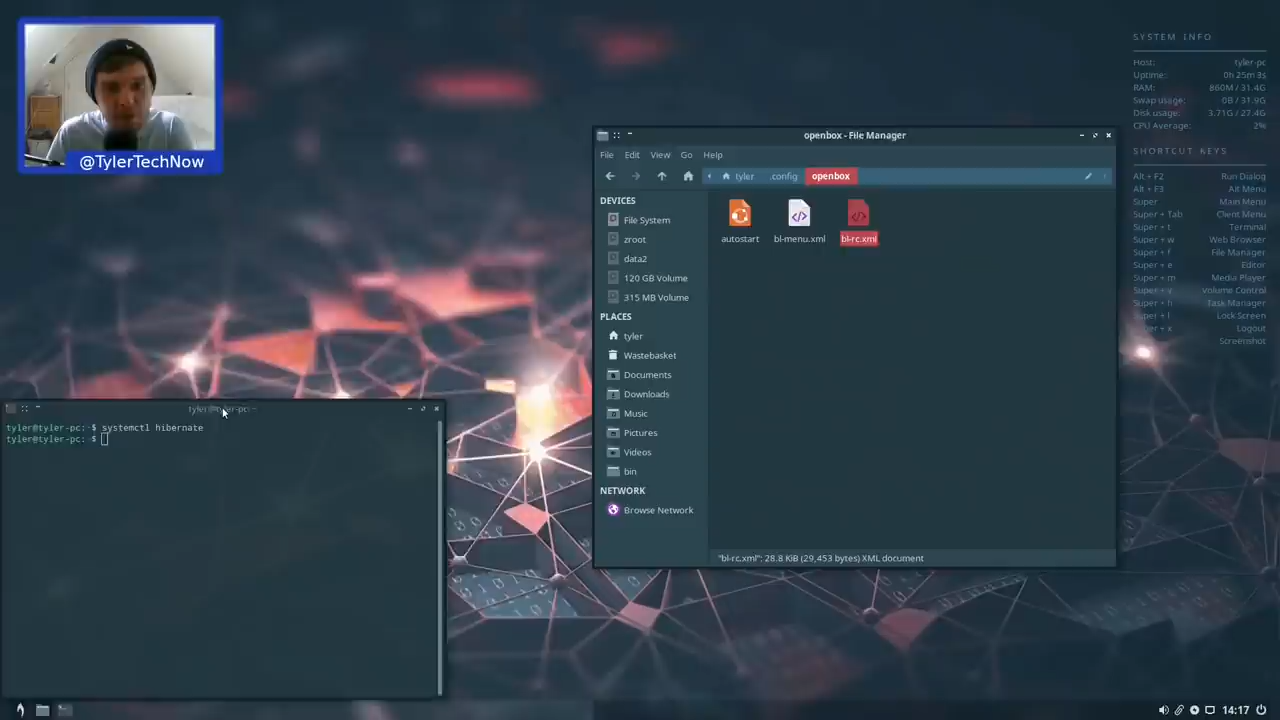 @TylerTechNow
SYSTEM INFO
Host: tyler-pc
Uptime: 0h 25m 3s
RAM: 860M / 31.4G
Swap usage: 0B / 31.9G
Disk usage: 3.71G / 27.4G
CPU Average: 2%
SHORTCUT KEYS
Alt + F2 Run Dialog
Alt + F3 Alt Menu
Super Main Menu
Super + Tab Client Menu
Super + t Terminal
Super + w Web Browser
Super + f File Manager
Super + e Editor
Super + m Media Player
Super + v Volume Control
Super + h Task Manager
Super + l Lock Screen
Super + x Logout
Screenshot
openbox - File Manager
File Edit View Go Help
tyler .config openbox
DEVICES
File System
zroot
data2
120 GB Volume
315 MB Volume
PLACES
tyler
Wastebasket
Documents
Downloads
Music
Pictures
Videos
bin
NETWORK
Browse Network
autostart bl-menu.xml bl-rc.xml
"bl-rc.xml": 28.8 KiB (29,453 bytes) XML document
tyler@tyler-pc: ~
tyler@tyler-pc:~$ systemctl hibernate
tyler@tyler-pc:~$
14:17